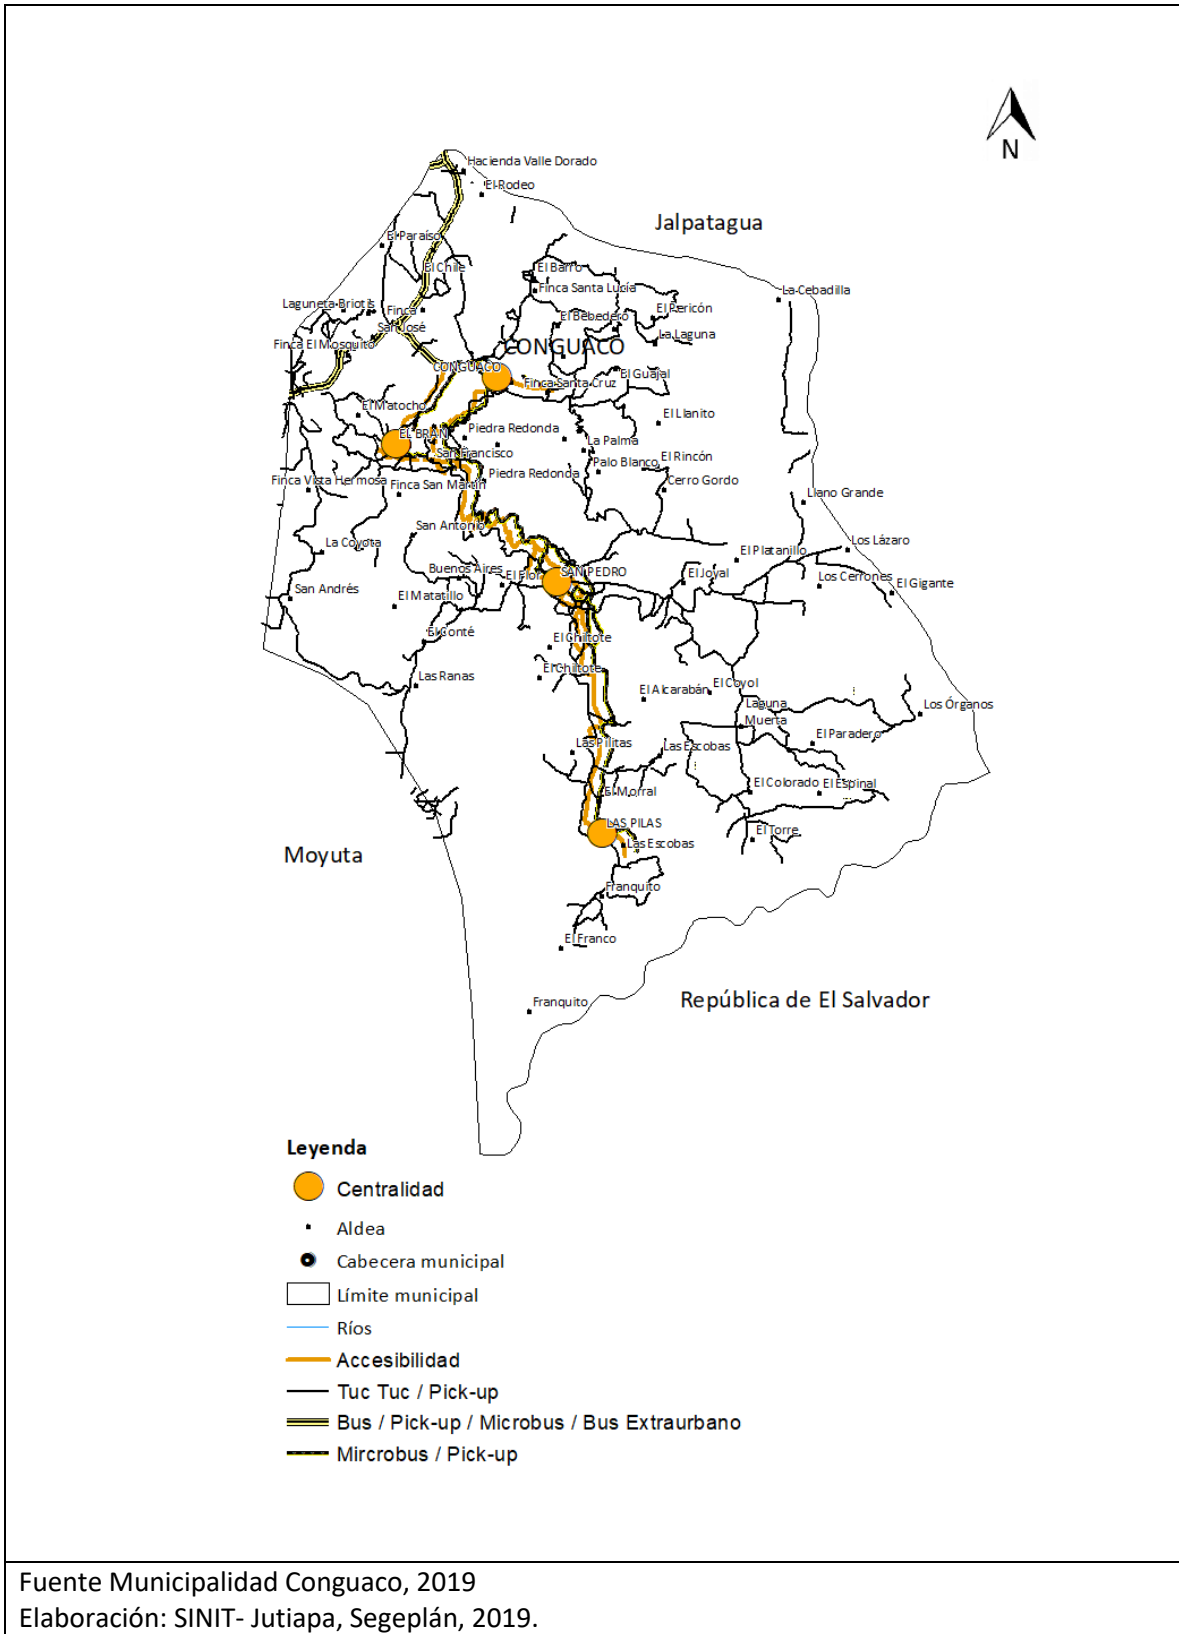 N
Hacienda Valle Dorado
El Rodeo
Jalpatagua
El Paraíso
El Chile
El Barro
Finca Santa Lucía
La Cebadilla
Laguneta Briotis
Finca
San José
El Bebedero
El Pericón
La Laguna
Finca El Mosquito
CONGUACO
CONGUACO
El Guajal
Finca Santa Cruz
El Matocho
El Llanito
EL BRAN
Piedra Redonda
La Palma
San Francisco
Palo Blanco
El Rincón
Finca Vista Hermosa
Finca San Martín
Piedra Redonda
Cerro Gordo
Llano Grande
San Antonio
La Coyota
El Platanillo
Los Lázaro
Buenos Aires
El Flor
SAN PEDRO
El Joyal
Los Cerrones
El Gigante
San Andrés
El Matatillo
El Conté
El Chiltote
El Chiltote
Las Ranas
El Alcarabán
El Coyol
Laguna
Muerta
Los Órganos
El Paradero
Las Pilitas
Las Escobas
El Morral
El Colorado
El Espinal
LAS PILAS
El Torre
Las Escobas
Moyuta
Franquito
El Franco
República de El Salvador
Franquito
Leyenda
Centralidad
Aldea
Cabecera municipal
Límite municipal
Ríos
Accesibilidad
Tuc Tuc / Pick-up
Bus / Pick-up / Microbus / Bus Extraurbano
Mircrobus / Pick-up
Fuente Municipalidad Conguaco, 2019
Elaboración: SINIT- Jutiapa, Segeplán, 2019.